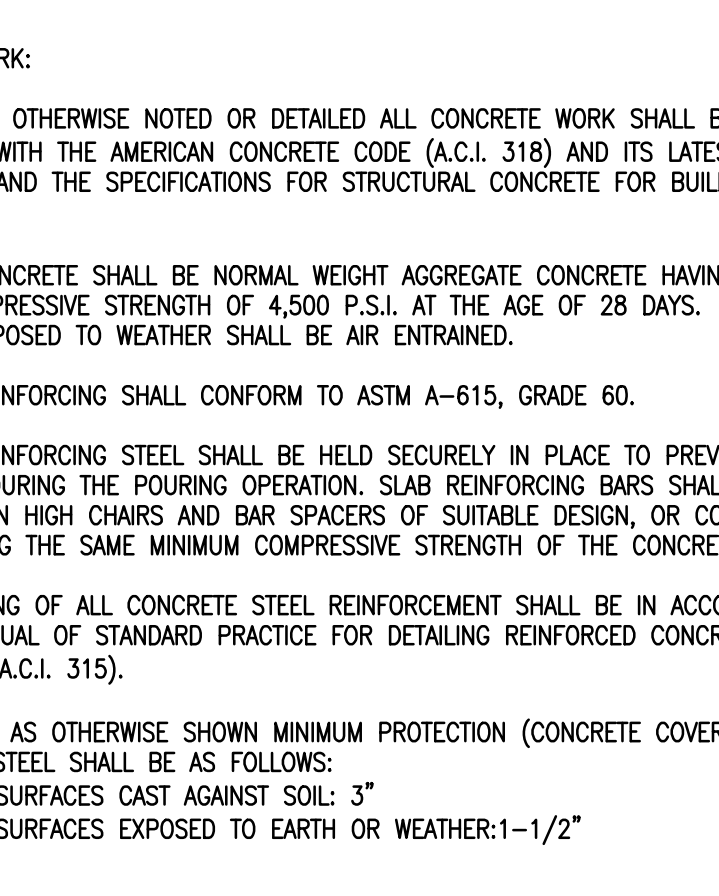 RK:
OTHERWISE NOTED OR DETAILED ALL CONCRETE WORK SHALL B
WITH THE AMERICAN CONCRETE CODE (A.C.I. 318) AND ITS LATES
AND THE SPECIFICATIONS FOR STRUCTURAL CONCRETE FOR BUIL
NCRETE SHALL BE NORMAL WEIGHT AGGREGATE CONCRETE HAVIN
PRESSIVE STRENGTH OF 4,500 P.S.I. AT THE AGE OF 28 DAYS.
POSED TO WEATHER SHALL BE AIR ENTRAINED.
NFORCING SHALL CONFORM TO ASTM A-615, GRADE 60.
NFORCING STEEL SHALL BE HELD SECURELY IN PLACE TO PREV
OURING THE POURING OPERATION. SLAB REINFORCING BARS SHAL
N HIGH CHAIRS AND BAR SPACERS OF SUITABLE DESIGN, OR CO
G THE SAME MINIMUM COMPRESSIVE STRENGTH OF THE CONCRE
NG OF ALL CONCRETE STEEL REINFORCEMENT SHALL BE IN ACCO
UAL OF STANDARD PRACTICE FOR DETAILING REINFORCED CONCR
A.C.I. 315).
AS OTHERWISE SHOWN MINIMUM PROTECTION (CONCRETE COVER
STEEL SHALL BE AS FOLLOWS:
SURFACES CAST AGAINST SOIL: 3"
SURFACES EXPOSED TO EARTH OR WEATHER:1-1/2"